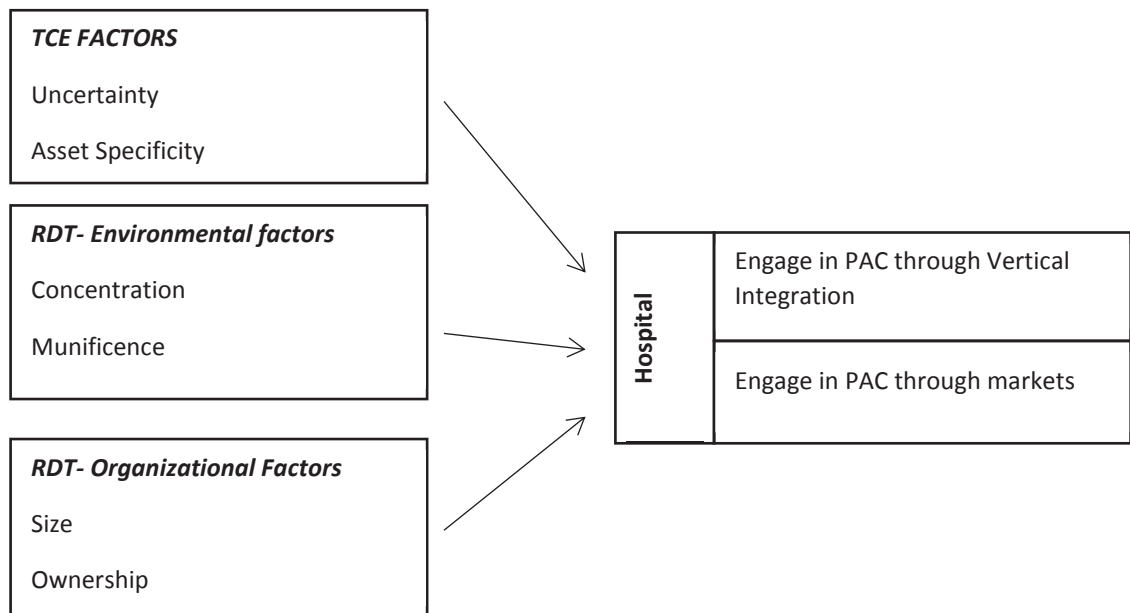 TCE FACTORS
Uncertainty
Asset Specificity
RDT- Environmental factors
Concentration
Munificence
RDT- Organizational Factors
Size
Ownership
Hospital
Engage in PAC through Vertical
Integration
Engage in PAC through markets